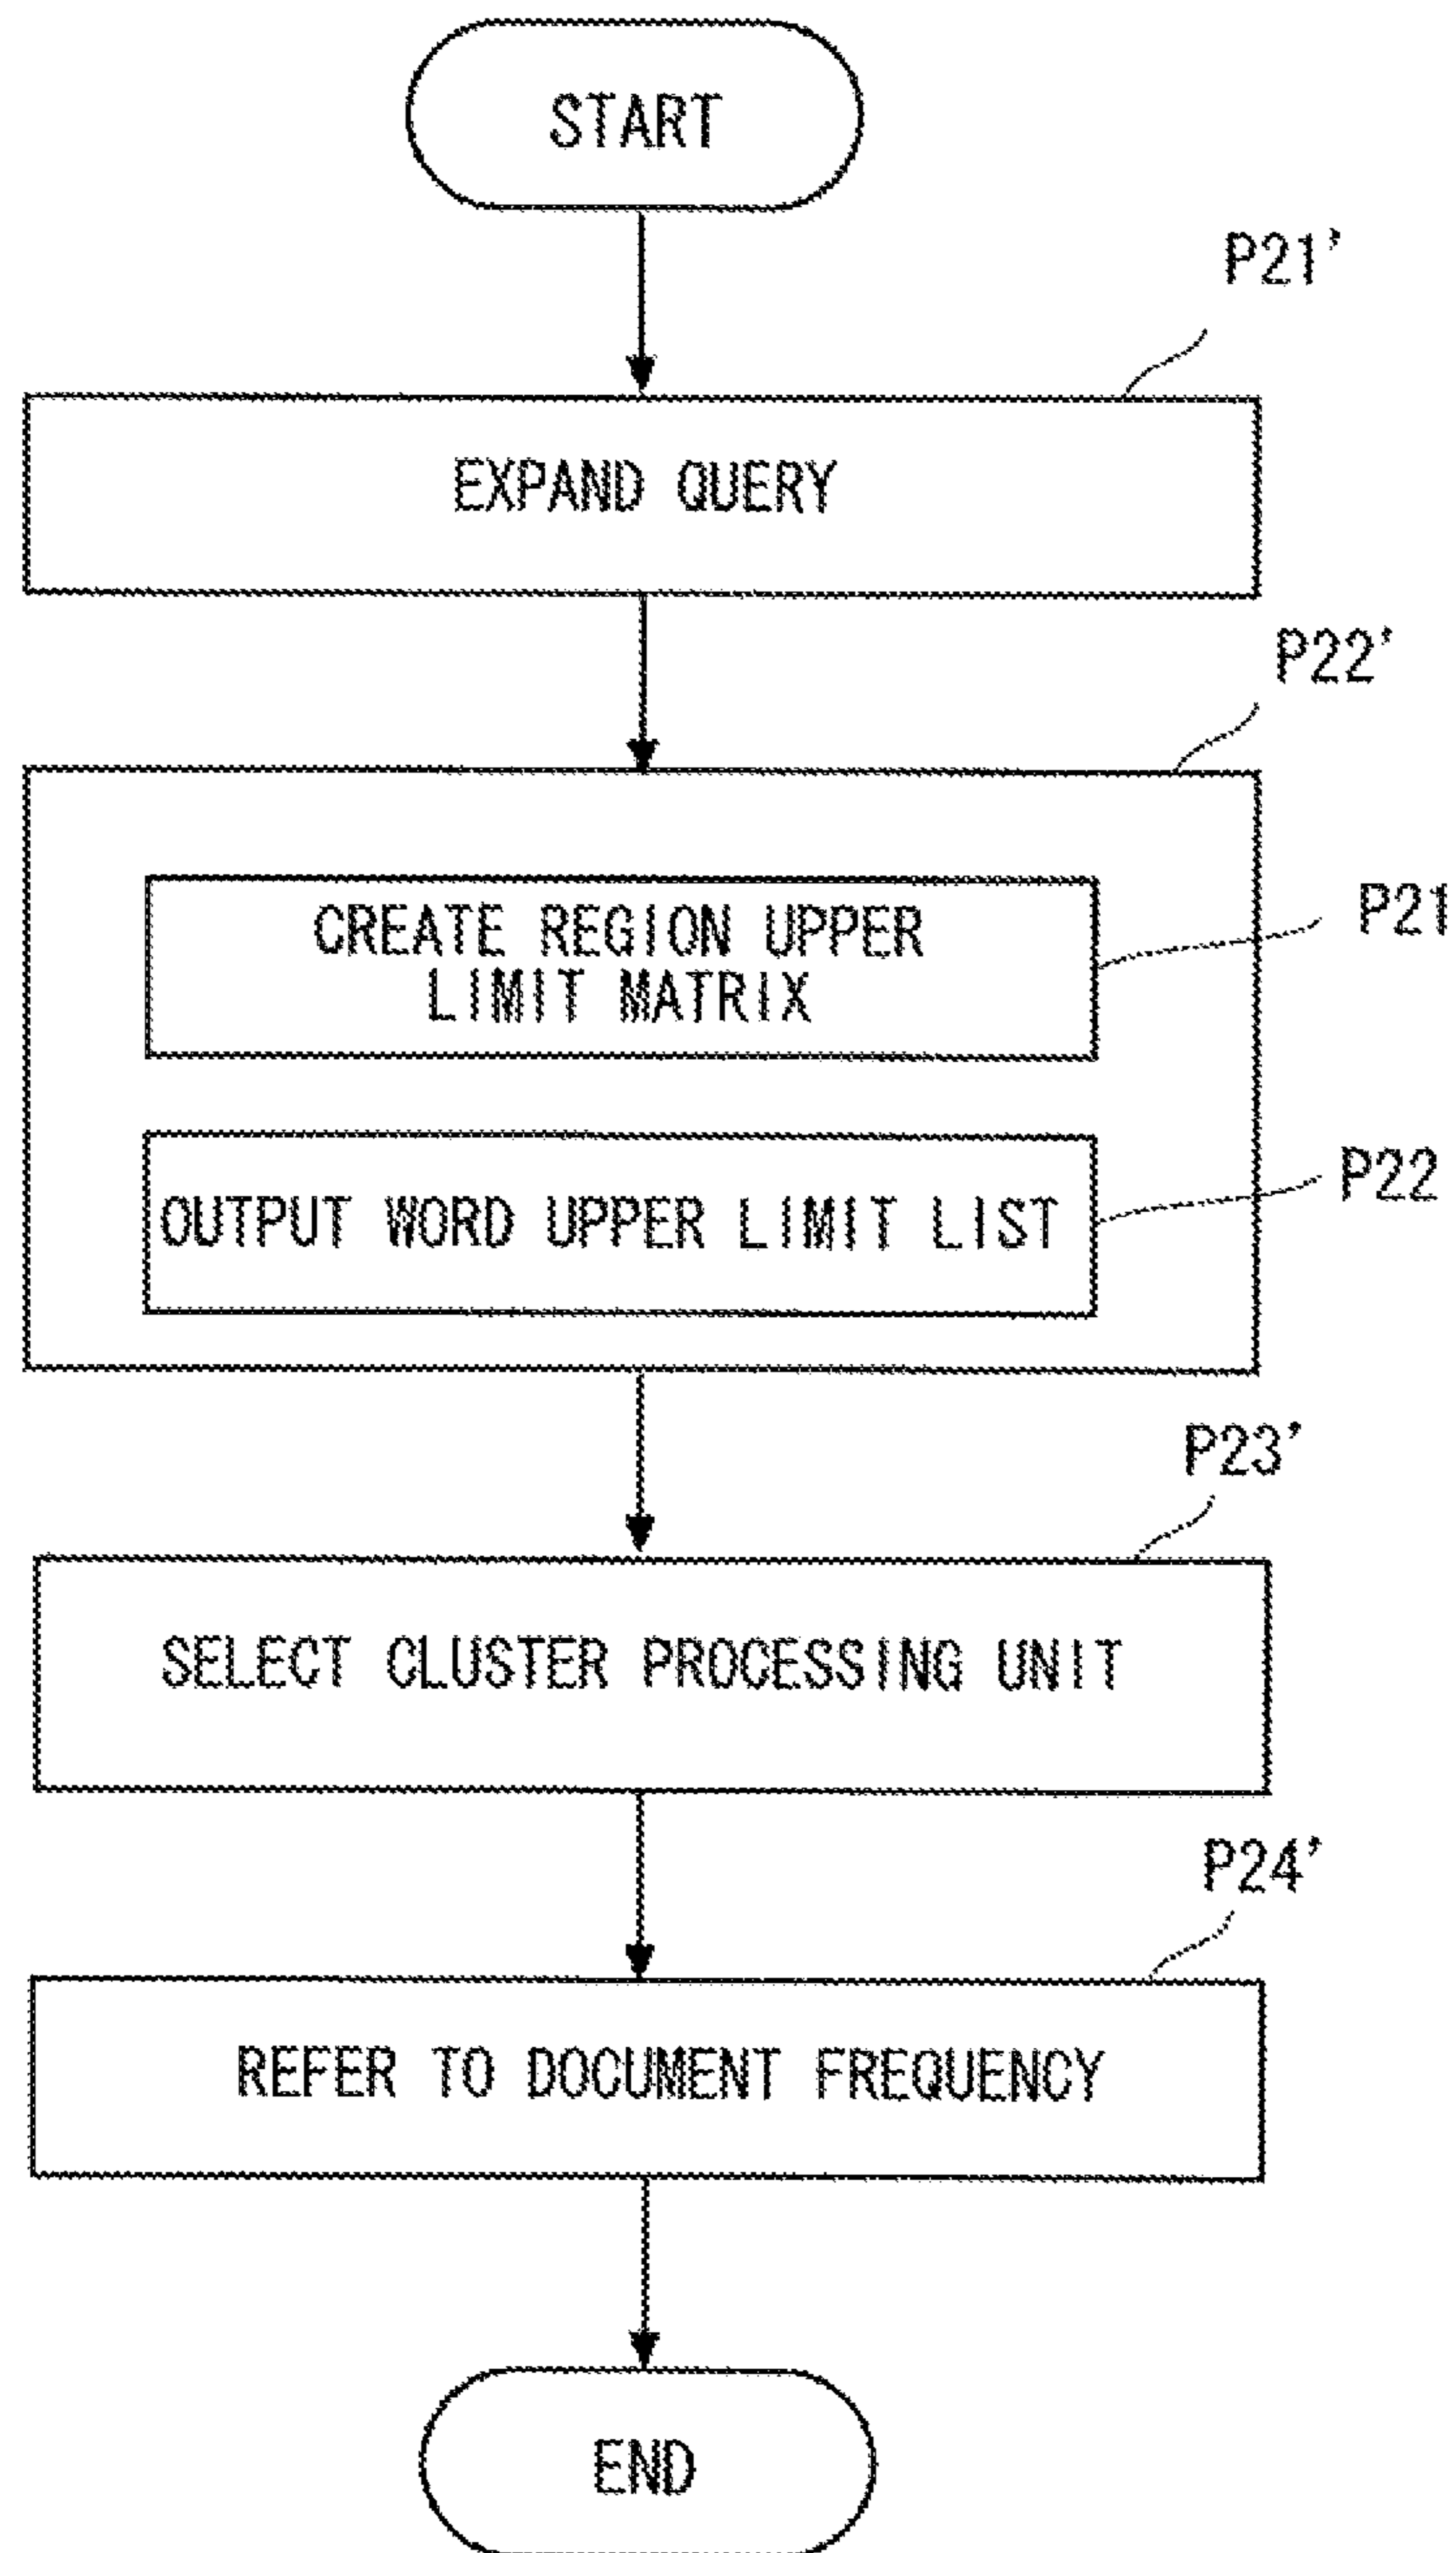 START
P21'
EXPAND QUERY
P22'
CREATE REGION UPPER
LIMIT MATRIX
P21
OUTPUT WORD UPPER LIMIT LIST
P22
P23'
SELECT CLUSTER PROCESSING UNIT
P24'
REFER TO DOCUMENT FREQUENCY
END